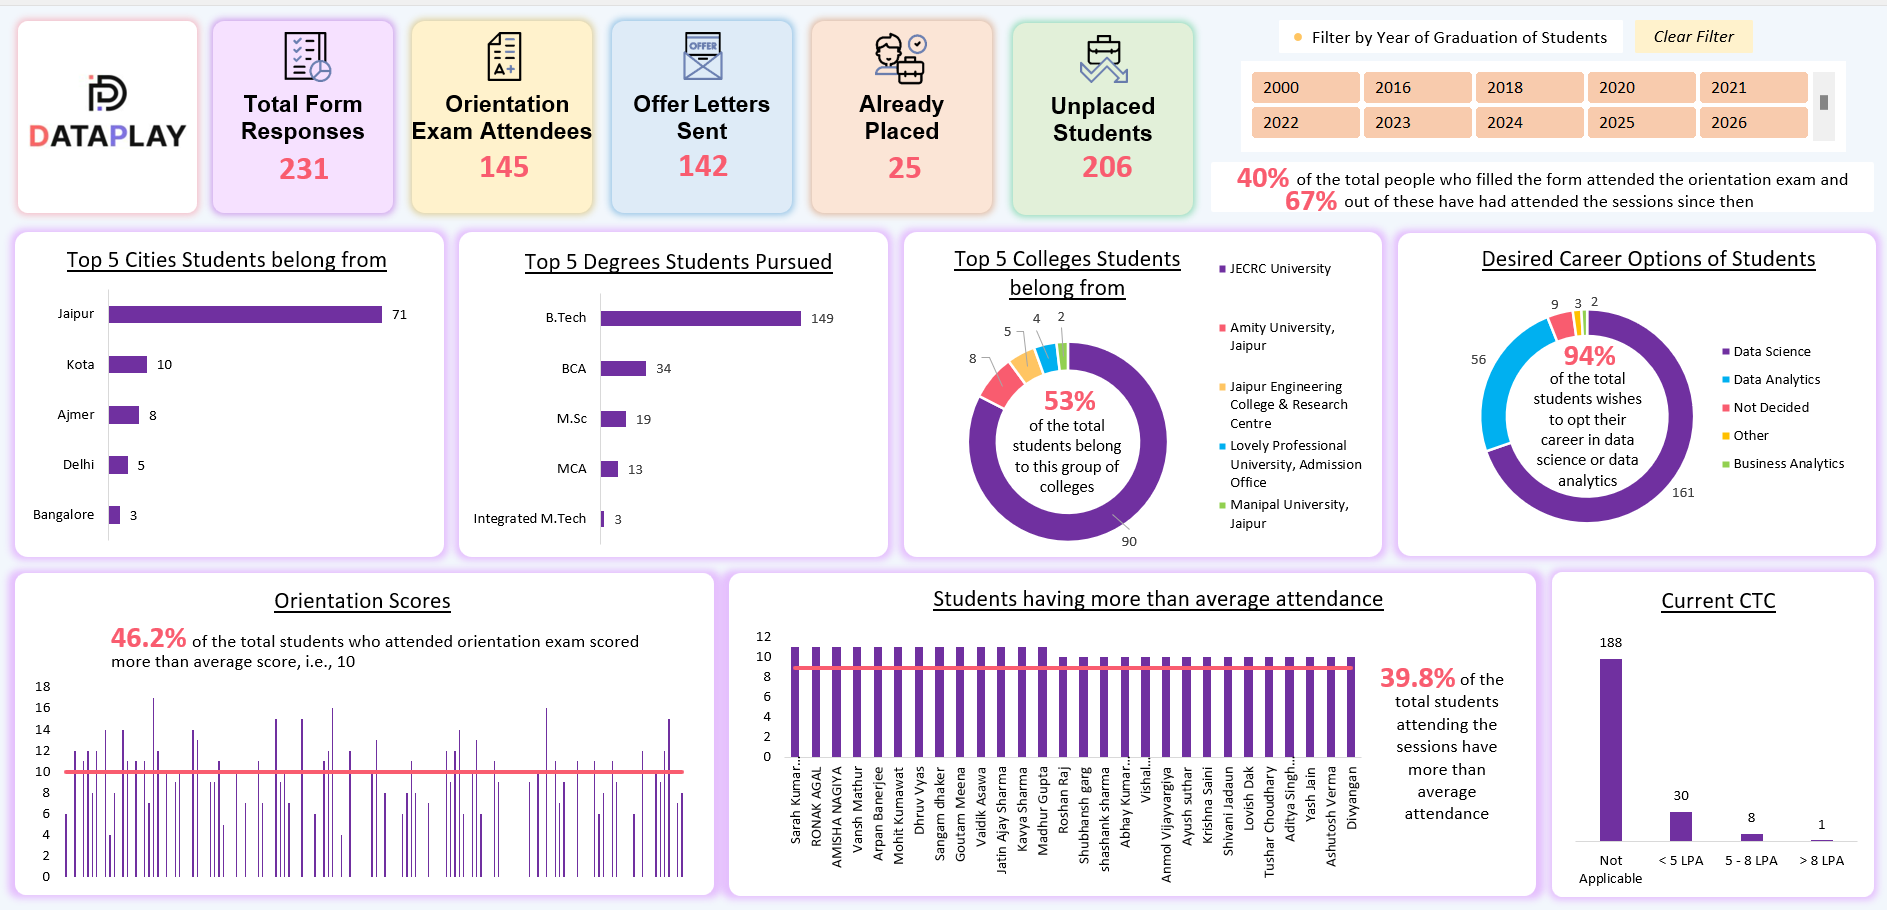 DATAPLAY
Total Form
Responses
231
A+
Orientation
Exam Attendees
145
OFFER
Offer Letters
Sent
142
Already
Placed
25
Unplaced
Students
206
Filter by Year of Graduation of Students
Clear Filter
2000 2016 2018 2020 2021
2022 2023 2024 2025 2026
40% of the total people who filled the form attended the orientation exam and
67% out of these have had attended the sessions since then
Top 5 Cities Students belong from
Jaipur 71
Kota 10
Ajmer 8
Delhi 5
Bangalore 3
Top 5 Degrees Students Pursued
B.Tech 149
BCA 34
M.Sc 19
MCA 13
Integrated M.Tech 3
Top 5 Colleges Students
belong from
2
4
5
8
90
53%
of the total
students belong
to this group of
colleges
JECRC University
Amity University,
Jaipur
Jaipur Engineering
College & Research
Centre
Lovely Professional
University, Admission
Office
Manipal University,
Jaipur
Desired Career Options of Students
9 3 2
56
161
94%
of the total
students wishes
to opt their
career in data
science or data
analytics
Data Science
Data Analytics
Not Decided
Other
Business Analytics
Orientation Scores
46.2% of the total students who attended orientation exam scored
more than average score, i.e., 10
18
16
14
12
10
8
6
4
2
0
Students having more than average attendance
12
10
8
6
4
2
0
Sarah Kumar...
RONAK AGAL
AMISHA NAGIYA
Vansh Mathur
Arpan Banerjee
Mohit Kumawat
Dhruv Vyas
Sangam dhaker
Goutam Meena
Vaidik Asawa
Jatin Ajay Sharma
Kavya Sharma
Madhur Gupta
Roshan Raj
Shubhansh garg
shashank sharma
Abhay Kumar...
Vishal...
Anmol Vijayvargiya
Ayush suthar
Krishna Saini
Shivani Jadaun
Lovish Dak
Tushar Choudhary
Aditya Singh...
Yash Jain
Ashutosh Verma
Divyangan
39.8% of the
total students
attending the
sessions have
more than
average
attendance
Current CTC
188
30
8
1
Not
Applicable
< 5 LPA
5 - 8 LPA
> 8 LPA